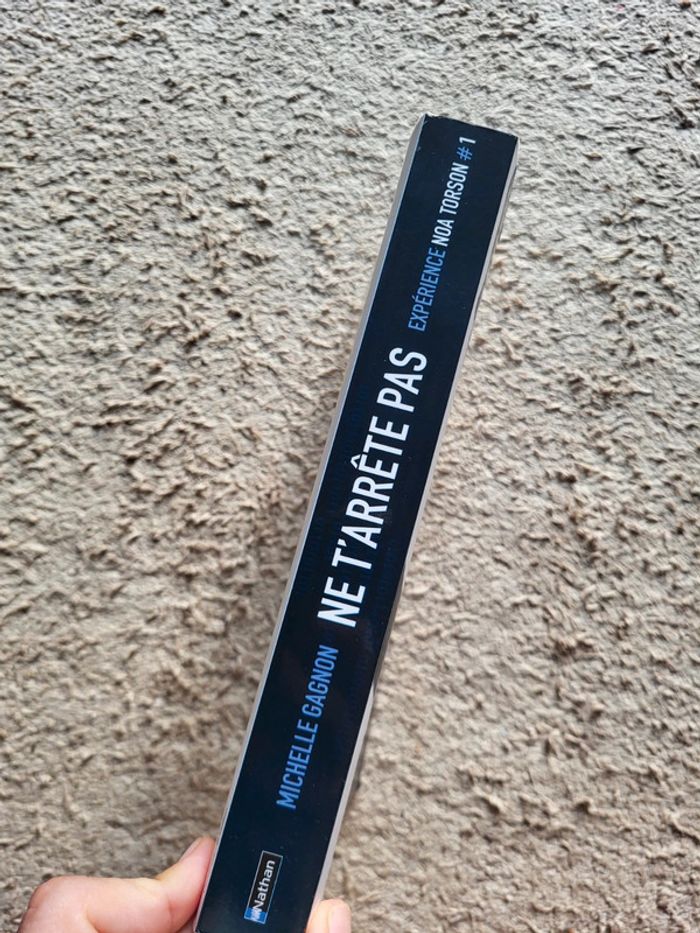 Nathan
MICHELLE GAGNON
NE T'ARRÊTE PAS
EXPÉRIENCE NOA TORSON #1